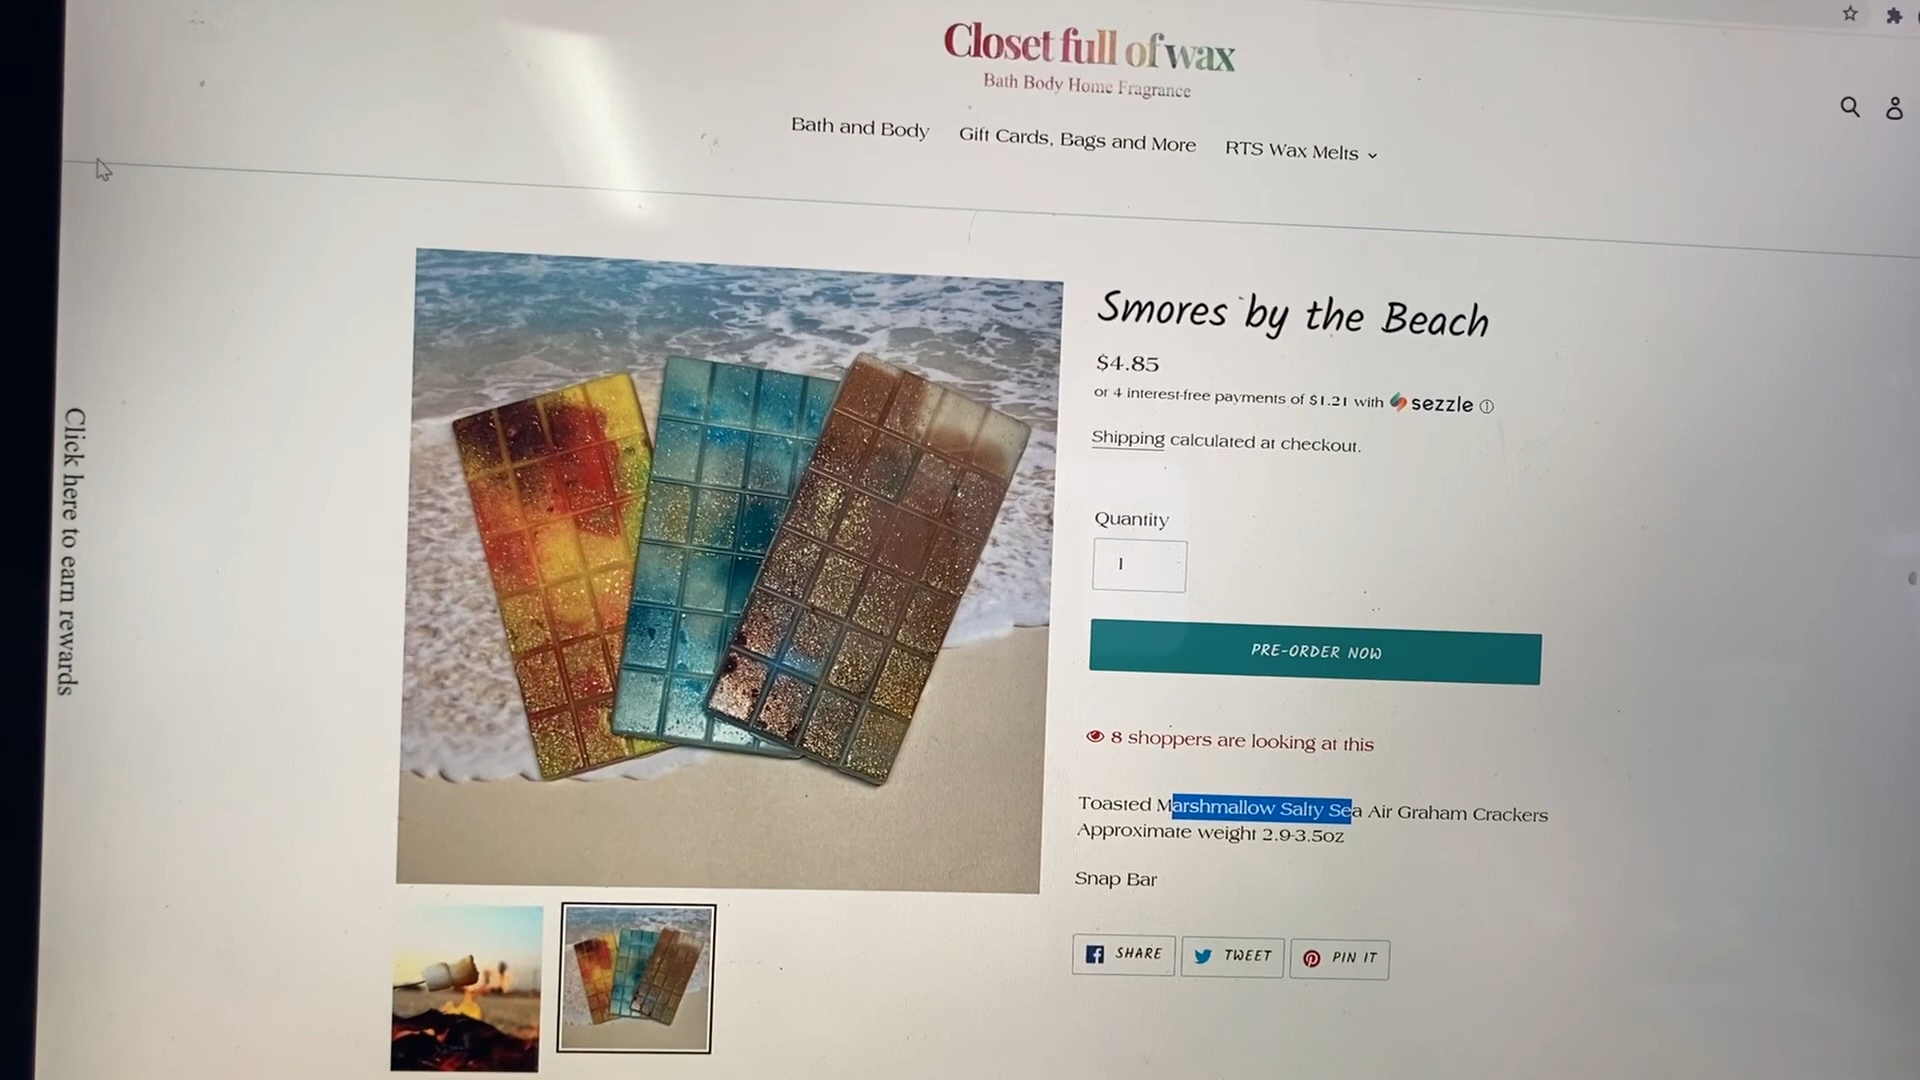 Closet full of wax
Bath Body Home Fragrance
Bath and Body Gift Cards, Bags and More RTS Wax Melts
Click here to earn rewards
Smores by the Beach
$4.85
or 4 interest-free payments of $1.21 with sezzle
Shipping calculated at checkout.
Quantity
1
PRE-ORDER NOW
8 shoppers are looking at this
Toasted Marshmallow Salty Sea Air Graham Crackers
Approximate weight 2.9-3.5oz
Snap Bar
SHARE TWEET PIN IT